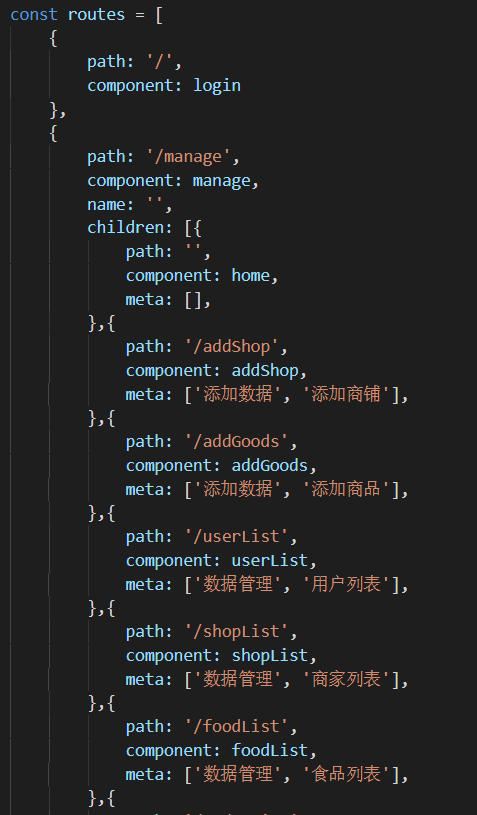 const routes = [
    {
        path: '/',
        component: login
    },
    {
        path: '/manage',
        component: manage,
        name: '',
        children: [{
            path: '',
            component: home,
            meta: [],
        },{
            path: '/addShop',
            component: addShop,
            meta: ['添加数据', '添加商铺'],
        },{
            path: '/addGoods',
            component: addGoods,
            meta: ['添加数据', '添加商品'],
        },{
            path: '/userList',
            component: userList,
            meta: ['数据管理', '用户列表'],
        },{
            path: '/shopList',
            component: shopList,
            meta: ['数据管理', '商家列表'],
        },{
            path: '/foodList',
            component: foodList,
            meta: ['数据管理', '食品列表'],
        },{